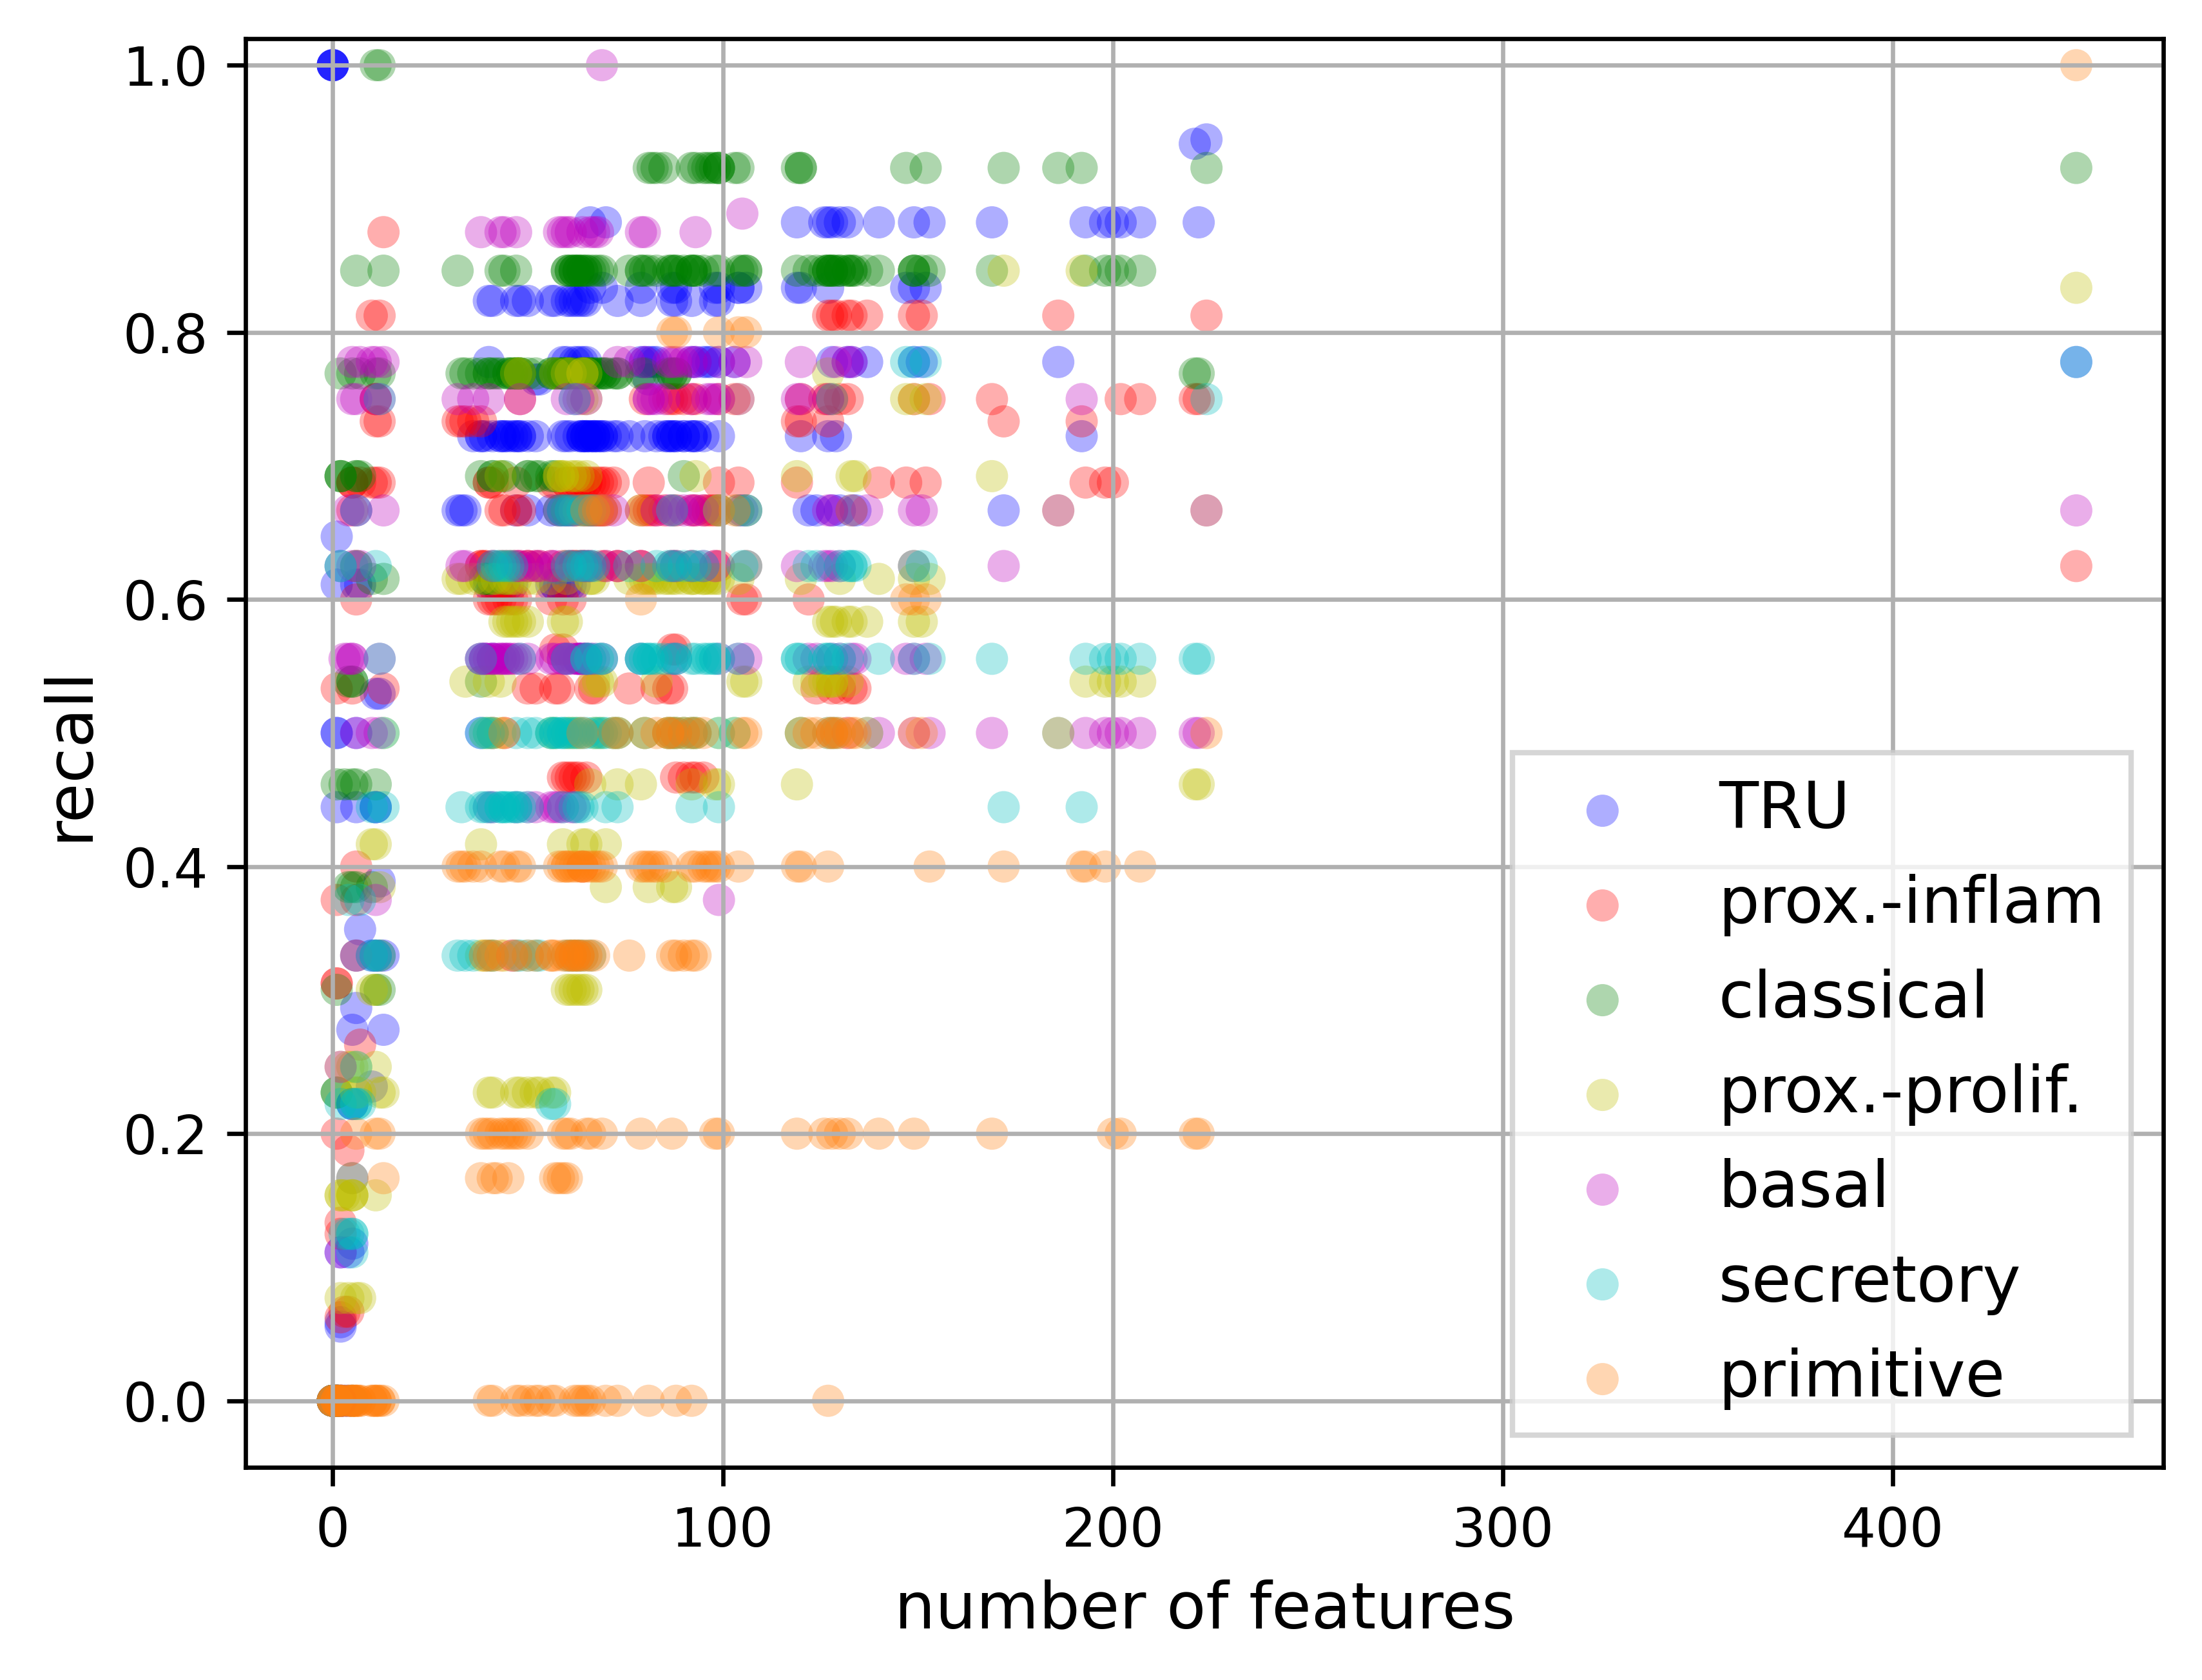 1.0
0.8
0.6
0.4
0.2
0.0
recall
0
100
200
300
400
number of features
TRU
prox.-inflam
classical
prox.-prolif.
basal
secretory
primitive